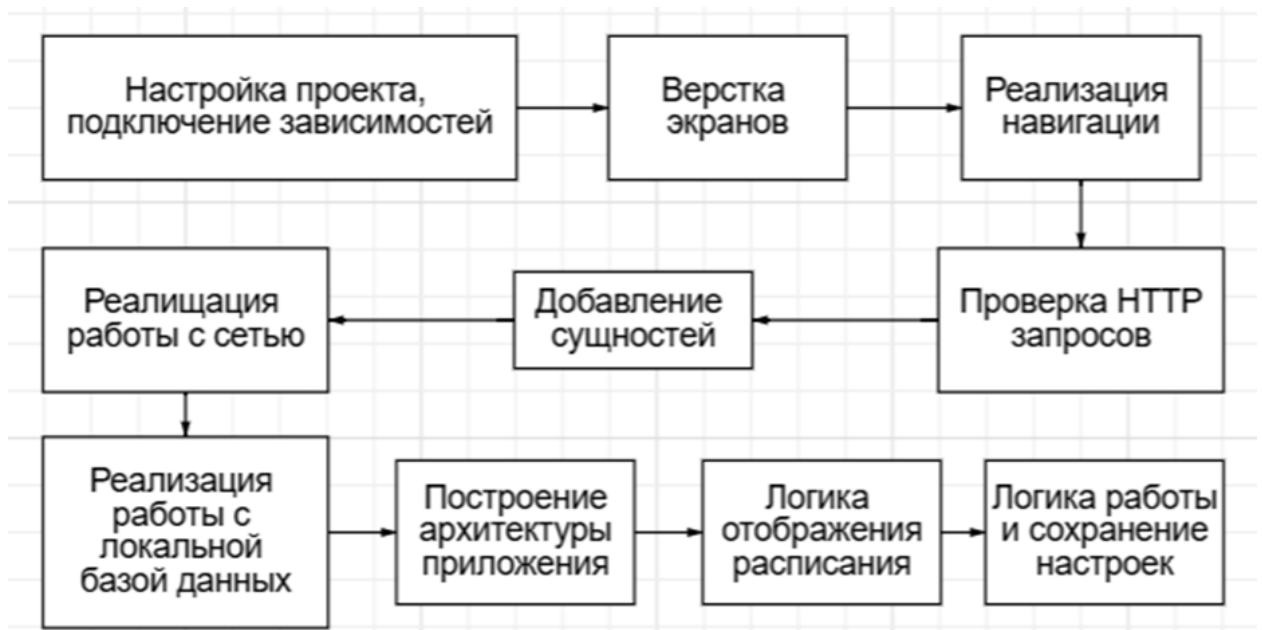 Настройка проекта,
подключение зависимостей
Верстка
экранов
Реализация
навигации
Реалищация
работы с сетью
Добавление
сущностей
Проверка HTTP
запросов
Реализация
работы с
локальной
базой данных
Построение
архитектуры
приложения
Логика
отображения
расписания
Логика работы
и сохранение
настроек